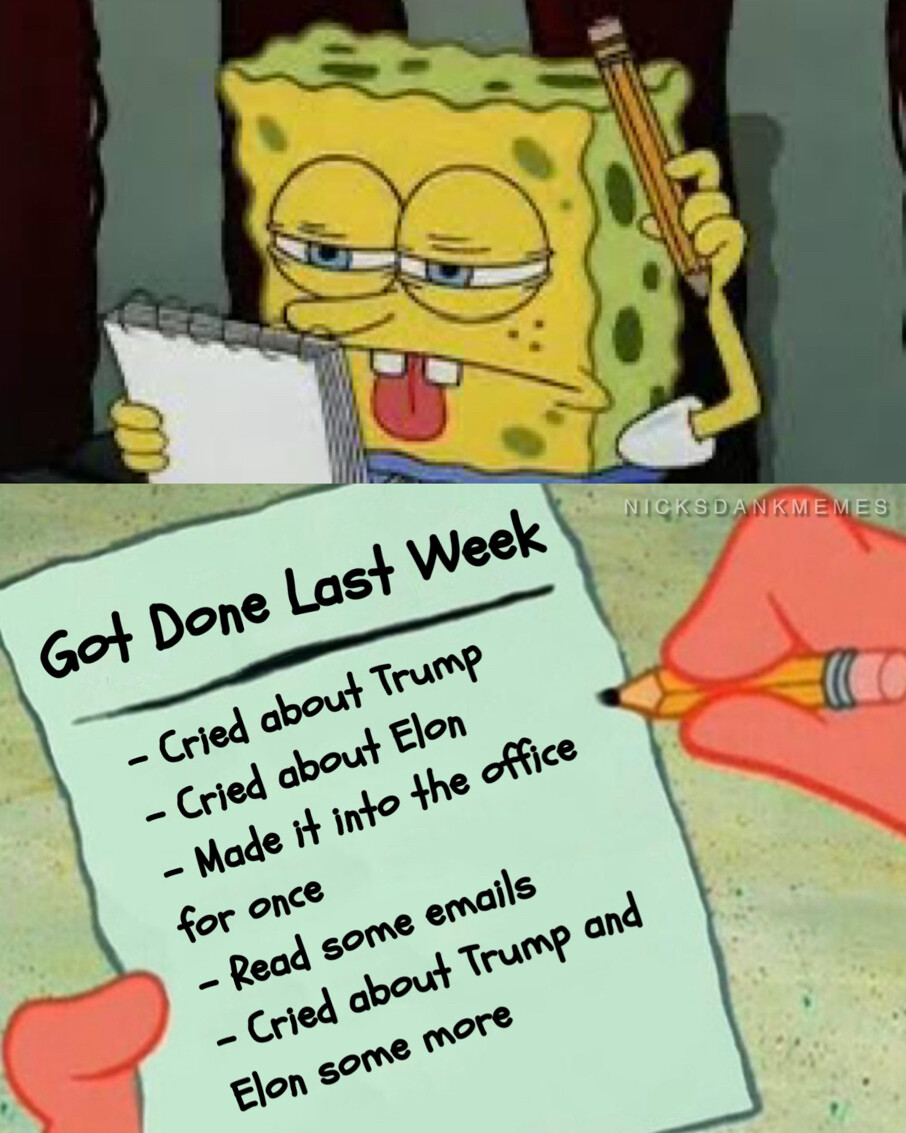 NICKSDANKMEMES
Got Done Last Week
- Cried about Trump
- Cried about Elon
- Made it into the office
for once
- Read some emails
- Cried about Trump and
Elon some more